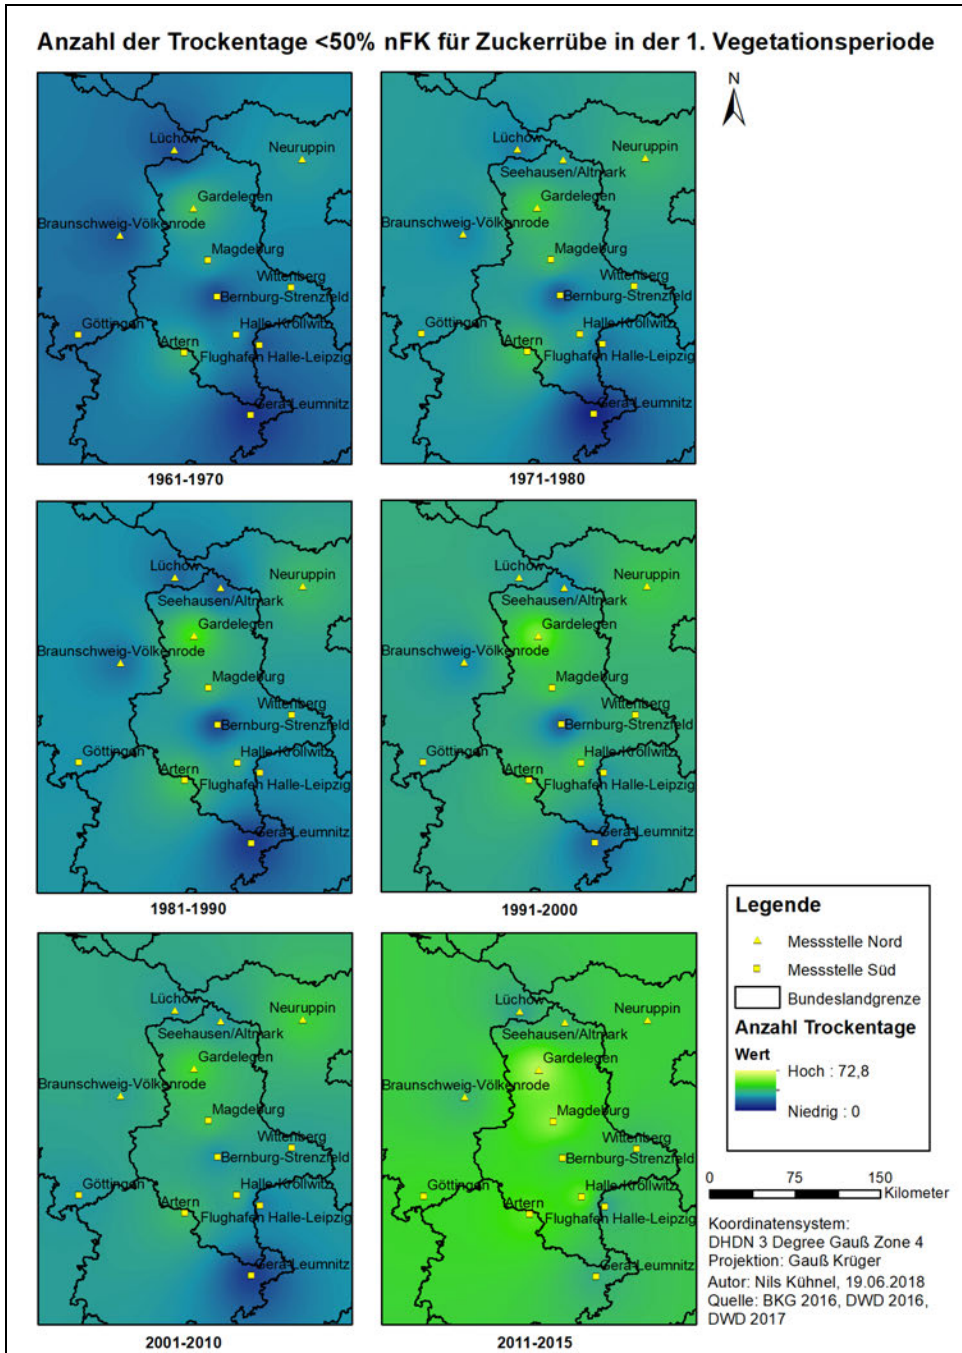 Anzahl der Trockentage <50% nFK für Zuckerrübe in der 1. Vegetationsperiode
N
Lüchow
Neuruppin
Gardelegen
Braunschweig-Völkenrode
Magdeburg
Wittenberg
Bernburg-Strenzfeld
Göttingen
Halle-Kröllwitz
Artern
Flughafen Halle-Leipzig
Gera-Leumnitz
1961-1970
Lüchow
Neuruppin
Seehausen/Altmark
Gardelegen
Braunschweig-Völkenrode
Magdeburg
Wittenberg
Bernburg-Strenzfeld
Göttingen
Halle-Kröllwitz
Artern
Flughafen Halle-Leipzig
Gera-Leumnitz
1971-1980
Lüchow
Neuruppin
Seehausen/Altmark
Gardelegen
Braunschweig-Völkenrode
Magdeburg
Wittenberg
Bernburg-Strenzfeld
Göttingen
Halle-Kröllwitz
Artern
Flughafen Halle-Leipzig
Gera-Leumnitz
1981-1990
Lüchow
Neuruppin
Seehausen/Altmark
Gardelegen
Braunschweig-Völkenrode
Magdeburg
Wittenberg
Bernburg-Strenzfeld
Göttingen
Halle-Kröllwitz
Artern
Flughafen Halle-Leipzig
Gera-Leumnitz
1991-2000
Lüchow
Neuruppin
Seehausen/Altmark
Gardelegen
Braunschweig-Völkenrode
Magdeburg
Wittenberg
Bernburg-Strenzfeld
Göttingen
Halle-Kröllwitz
Artern
Flughafen Halle-Leipzig
Gera-Leumnitz
2001-2010
Lüchow
Neuruppin
Seehausen/Altmark
Gardelegen
Braunschweig-Völkenrode
Magdeburg
Wittenberg
Bernburg-Strenzfeld
Göttingen
Halle-Kröllwitz
Artern
Flughafen Halle-Leipzig
Gera-Leumnitz
2011-2015
Legende
Messstelle Nord
Messstelle Süd
Bundeslandgrenze
Anzahl Trockentage
Wert
Hoch : 72,8
Niedrig : 0
0 75 150
Kilometer
Koordinatensystem:
DHDN 3 Degree Gauß Zone 4
Projektion: Gauß Krüger
Autor: Nils Kühnel, 19.06.2018
Quelle: BKG 2016, DWD 2016,
DWD 2017